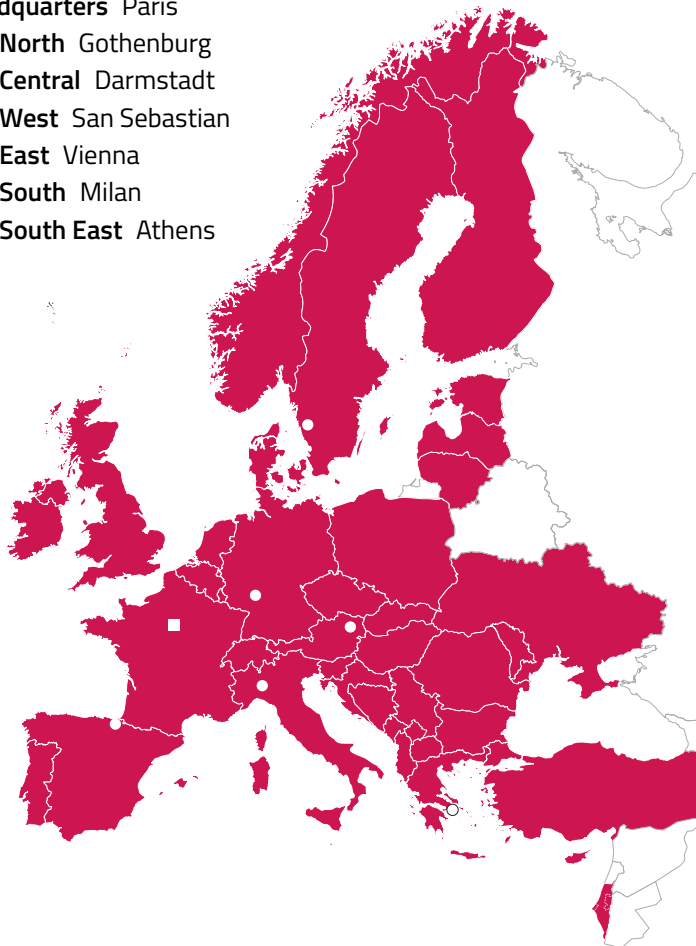 dquarters Paris
North Gothenburg
Central Darmstadt
West San Sebastian
East Vienna
South Milan
South East Athens